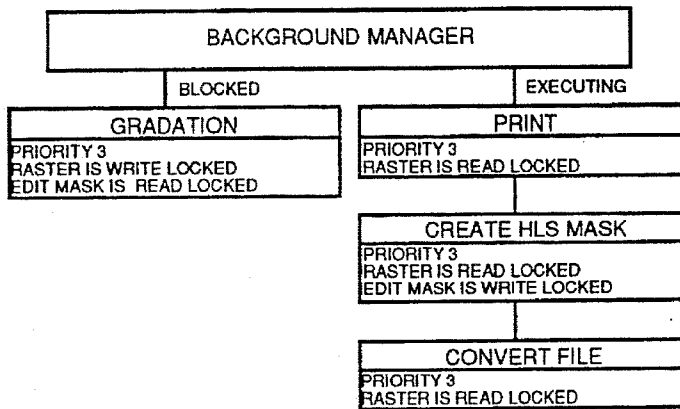 BACKGROUND MANAGER
BLOCKED
EXECUTING
GRADATION
PRIORITY 3
RASTER IS WRITE LOCKED
EDIT MASK IS READ LOCKED
PRINT
PRIORITY 3
RASTER IS READ LOCKED
CREATE HLS MASK
PRIORITY 3
RASTER IS READ LOCKED
EDIT MASK IS WRITE LOCKED
CONVERT FILE
PRIORITY 3
RASTER IS READ LOCKED